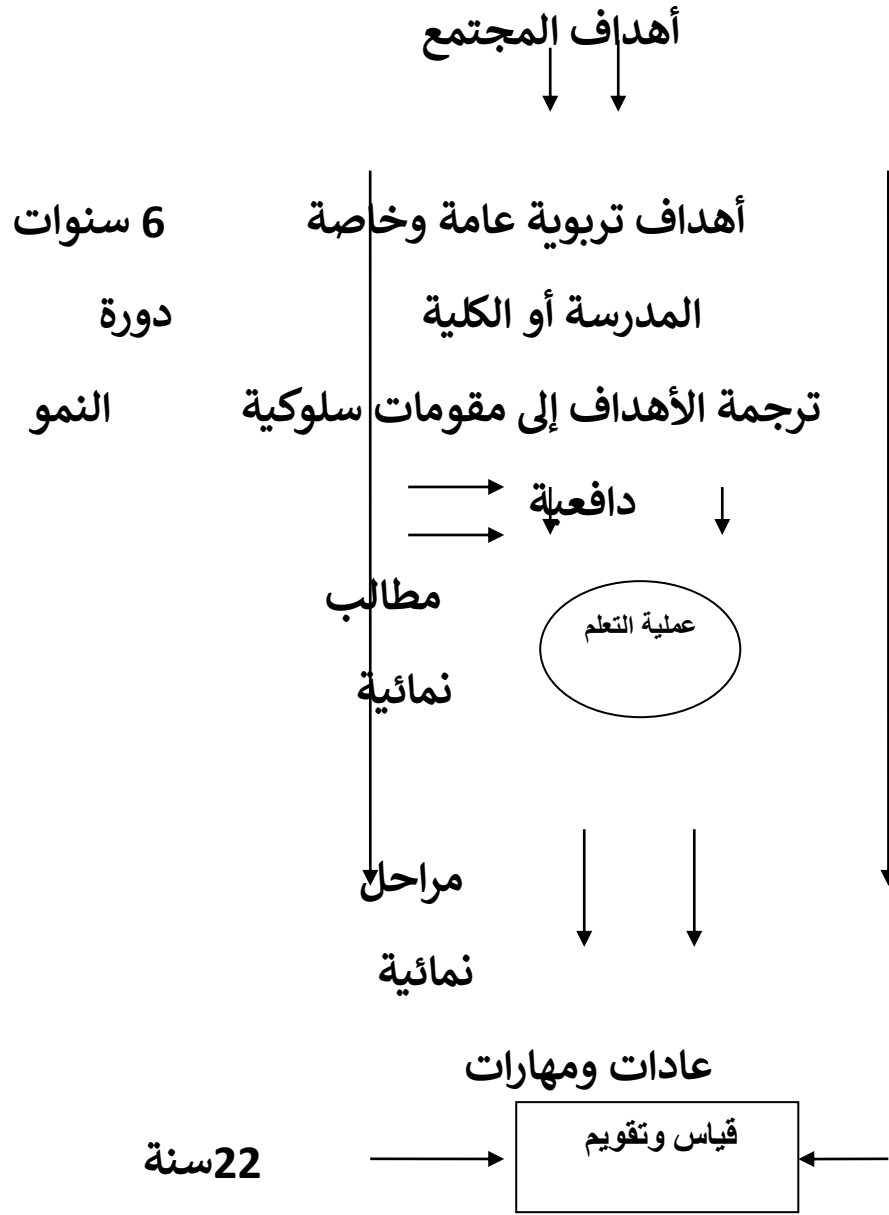 أهداف المجتمع
أهداف تربوية عامة وخاصة 6 سنوات
المدرسة أو الكلية دورة
ترجمة الأهداف إلى مقومات سلوكية النمو
دافعية
مطالب
عملية التعلم
نمائية
مراحل
نمائية
عادات ومهارات
قياس وتقويم
22سنة